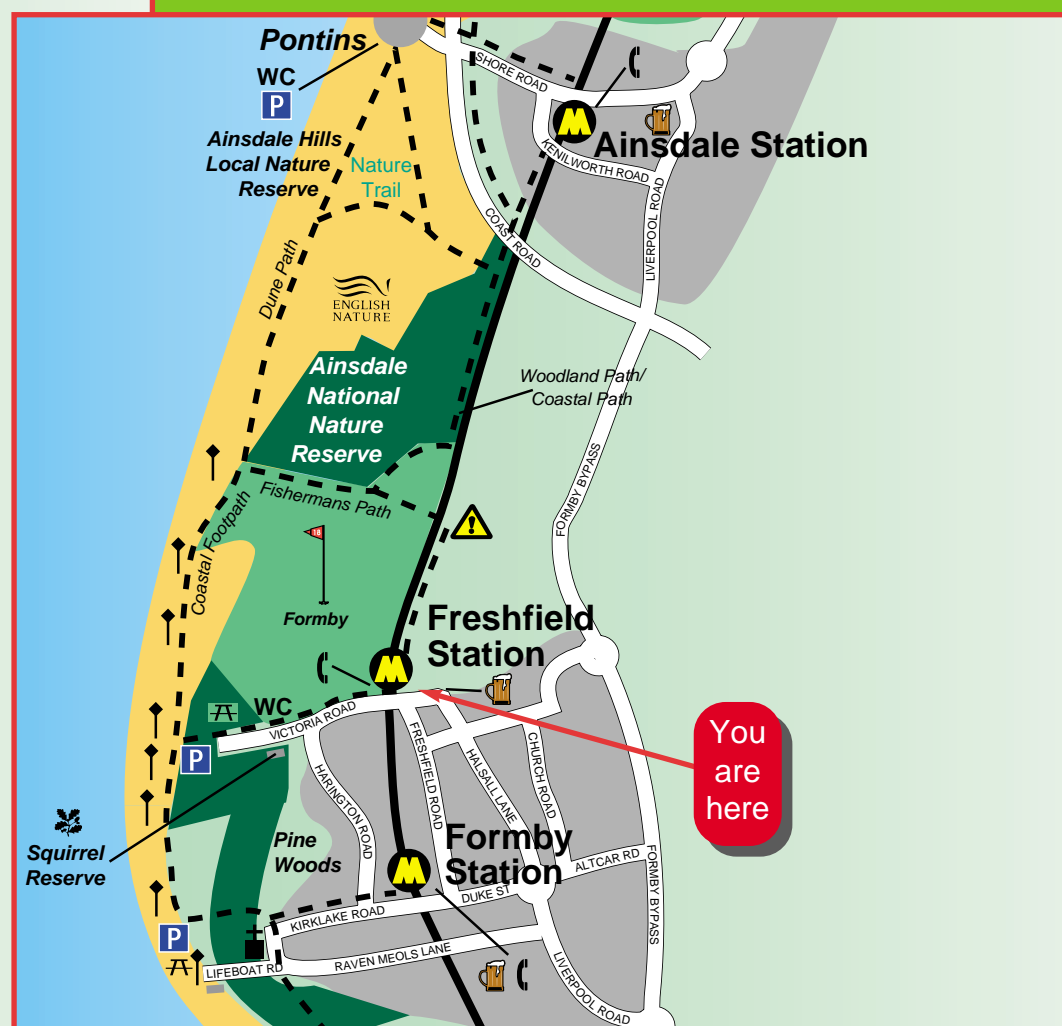 Pontins
WC
P
Ainsdale Hills
Local Nature
Reserve
Nature
Trail
SHORE ROAD
M
Ainsdale Station
KENILWORTH ROAD
LIVERPOOL ROAD
COAST ROAD
Dune Path
ENGLISH
NATURE
Ainsdale
National
Nature
Reserve
Woodland Path/
Coastal Path
FORMBY BYPASS
Fishermans Path
Coastal Footpath
18
Formby
!
Freshfield
Station
M
WC
VICTORIA ROAD
P
FRESHFIELD ROAD
HALSALL LANE
CHURCH ROAD
HARINGTON ROAD
You
are
here
Squirrel
Reserve
Pine
Woods
Formby
Station
M
ALTCAR RD
DUKE ST
FORMBY BYPASS
KIRKLAKE ROAD
P
RAVEN MEOLS LANE
LIFEBOAT RD
LIVERPOOL ROAD